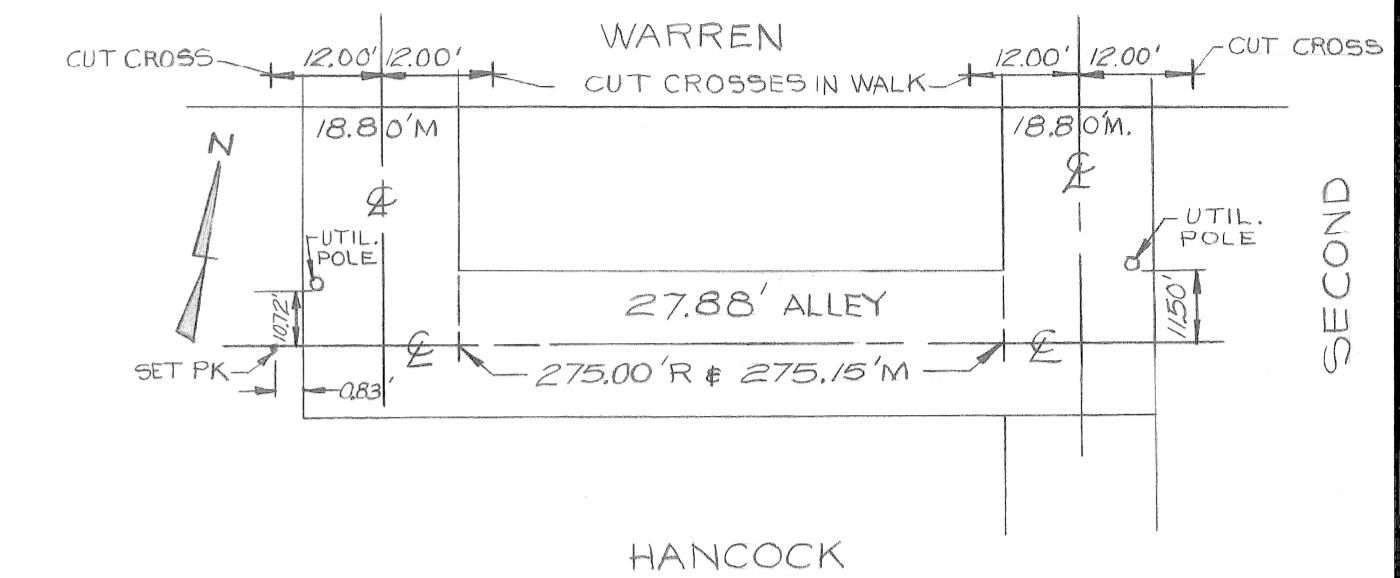 WARREN
CUT CROSS
12.00' 12.00'
12.00' 12.00'
CUT CROSS
CUT CROSSES IN WALK
18.80'M
18.80'M.
N
℄
℄
UTIL.
POLE
UTIL.
POLE
SECOND
27.88' ALLEY
10.72'
11.50'
℄
℄
SET PK
275.00'R & 275.15'M
0.83'
HANCOCK